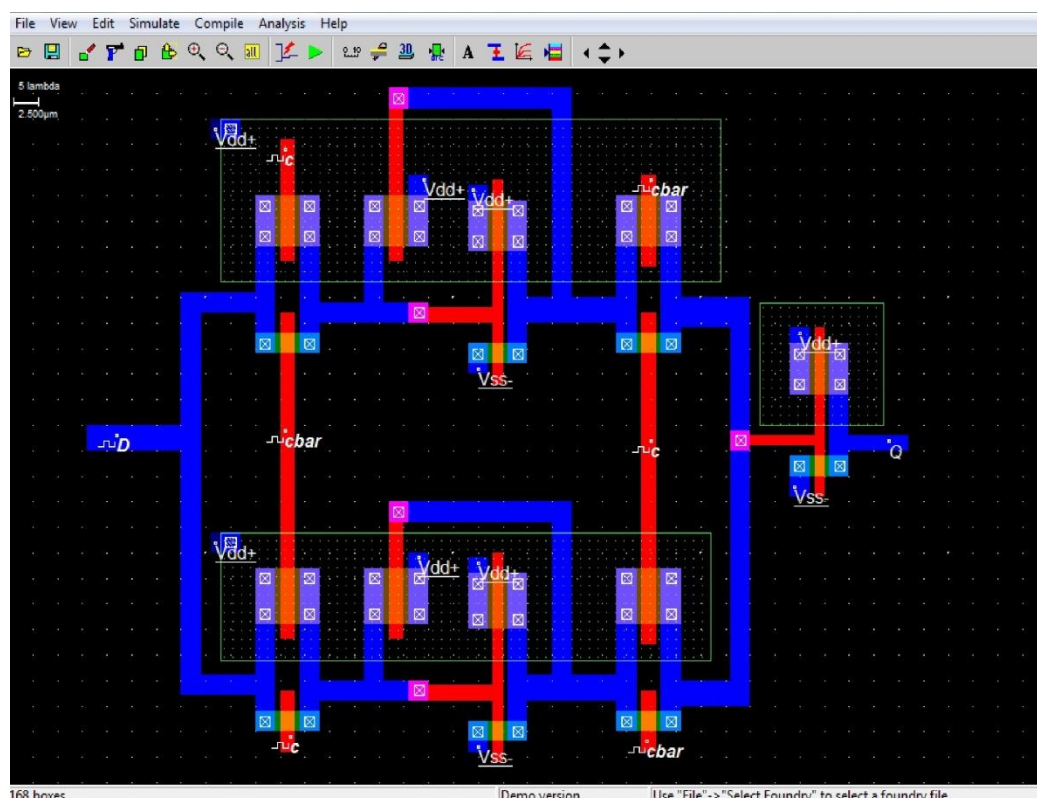 File View Edit Simulate Compile Analysis Help
5 lambda
2.500µm
Vdd+
c
Vdd+
Vdd+
cbar
Vss-
Vdd+
D
cbar
c
Q
Vss-
Vdd+
Vdd+
Vdd+
c
Vss-
cbar
168 boxes
Demo version
Use "File"->"Select Foundry" to select a foundry file